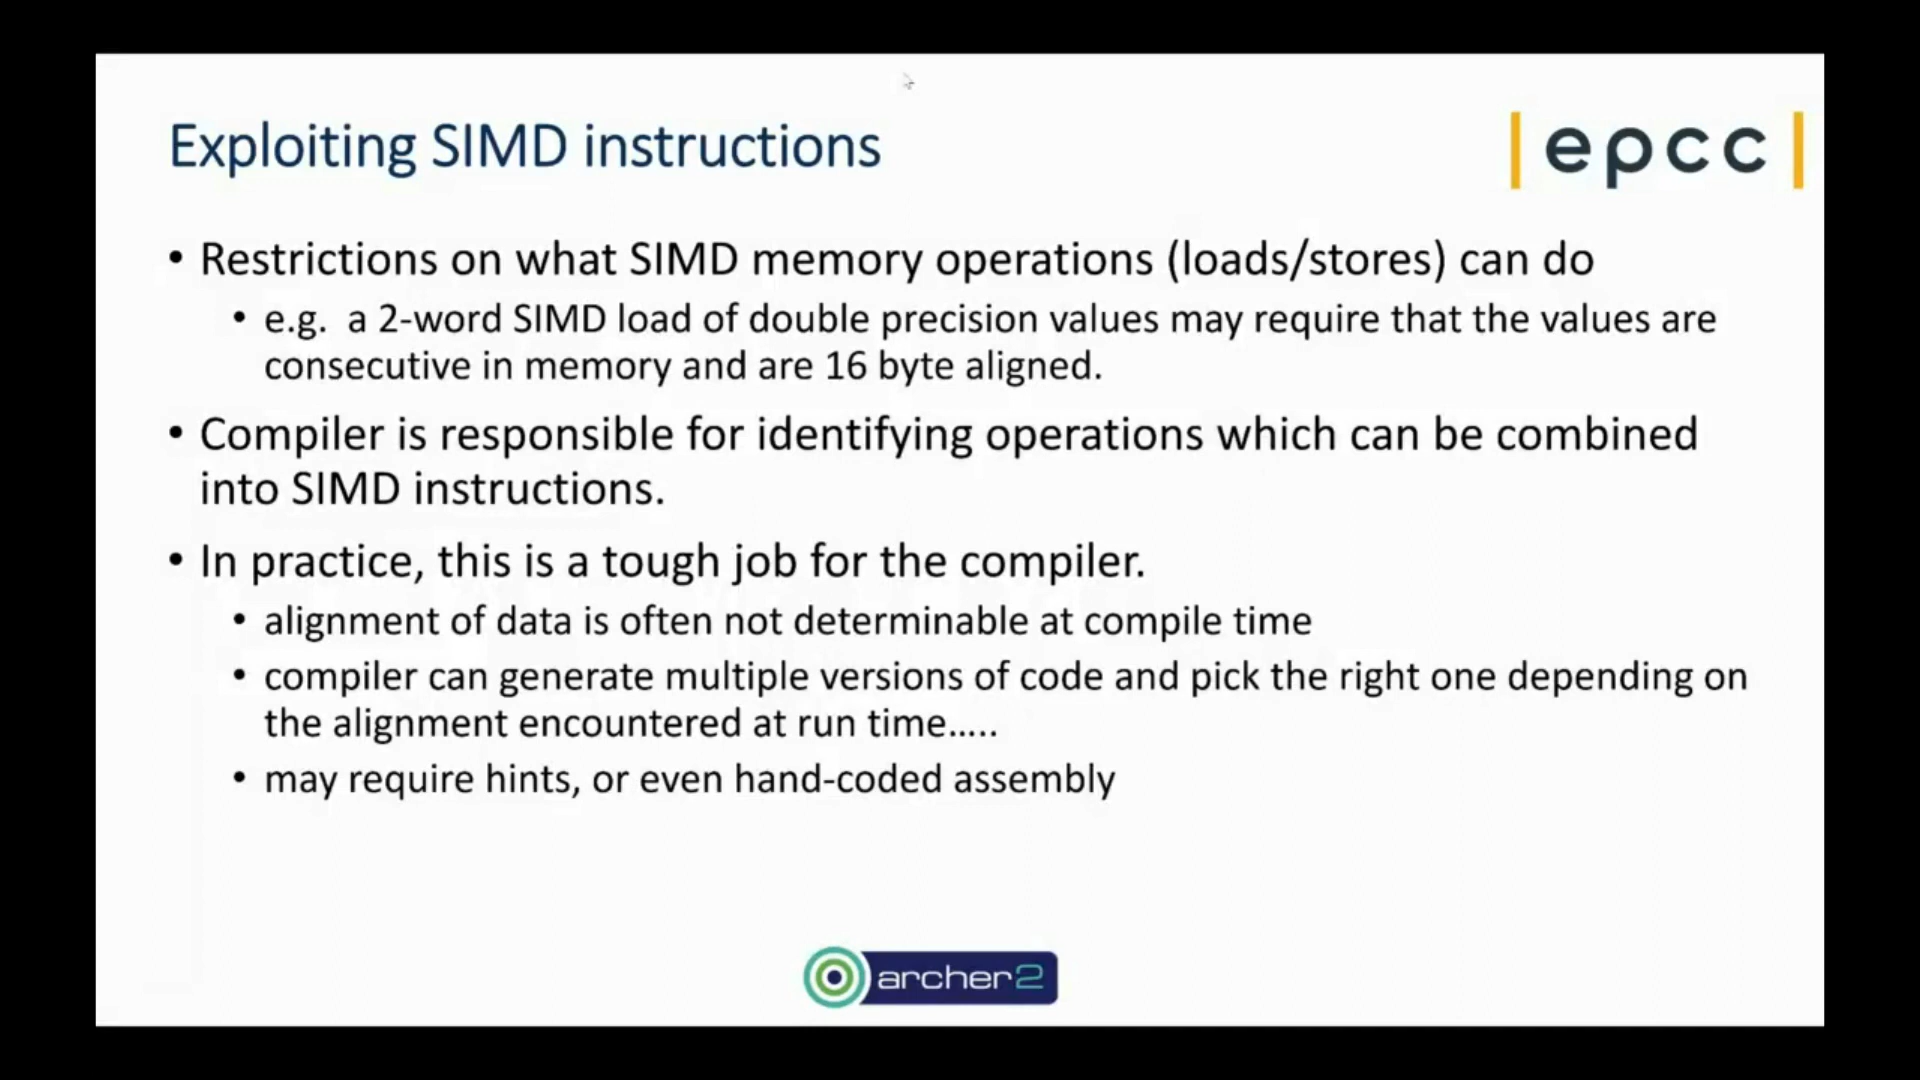 Exploiting SIMD instructions
|epcc|
• Restrictions on what SIMD memory operations (loads/stores) can do
• e.g. a 2-word SIMD load of double precision values may require that the values are
consecutive in memory and are 16 byte aligned.
• Compiler is responsible for identifying operations which can be combined
into SIMD instructions.
• In practice, this is a tough job for the compiler.
• alignment of data is often not determinable at compile time
• compiler can generate multiple versions of code and pick the right one depending on
the alignment encountered at run time.....
• may require hints, or even hand-coded assembly
archer2